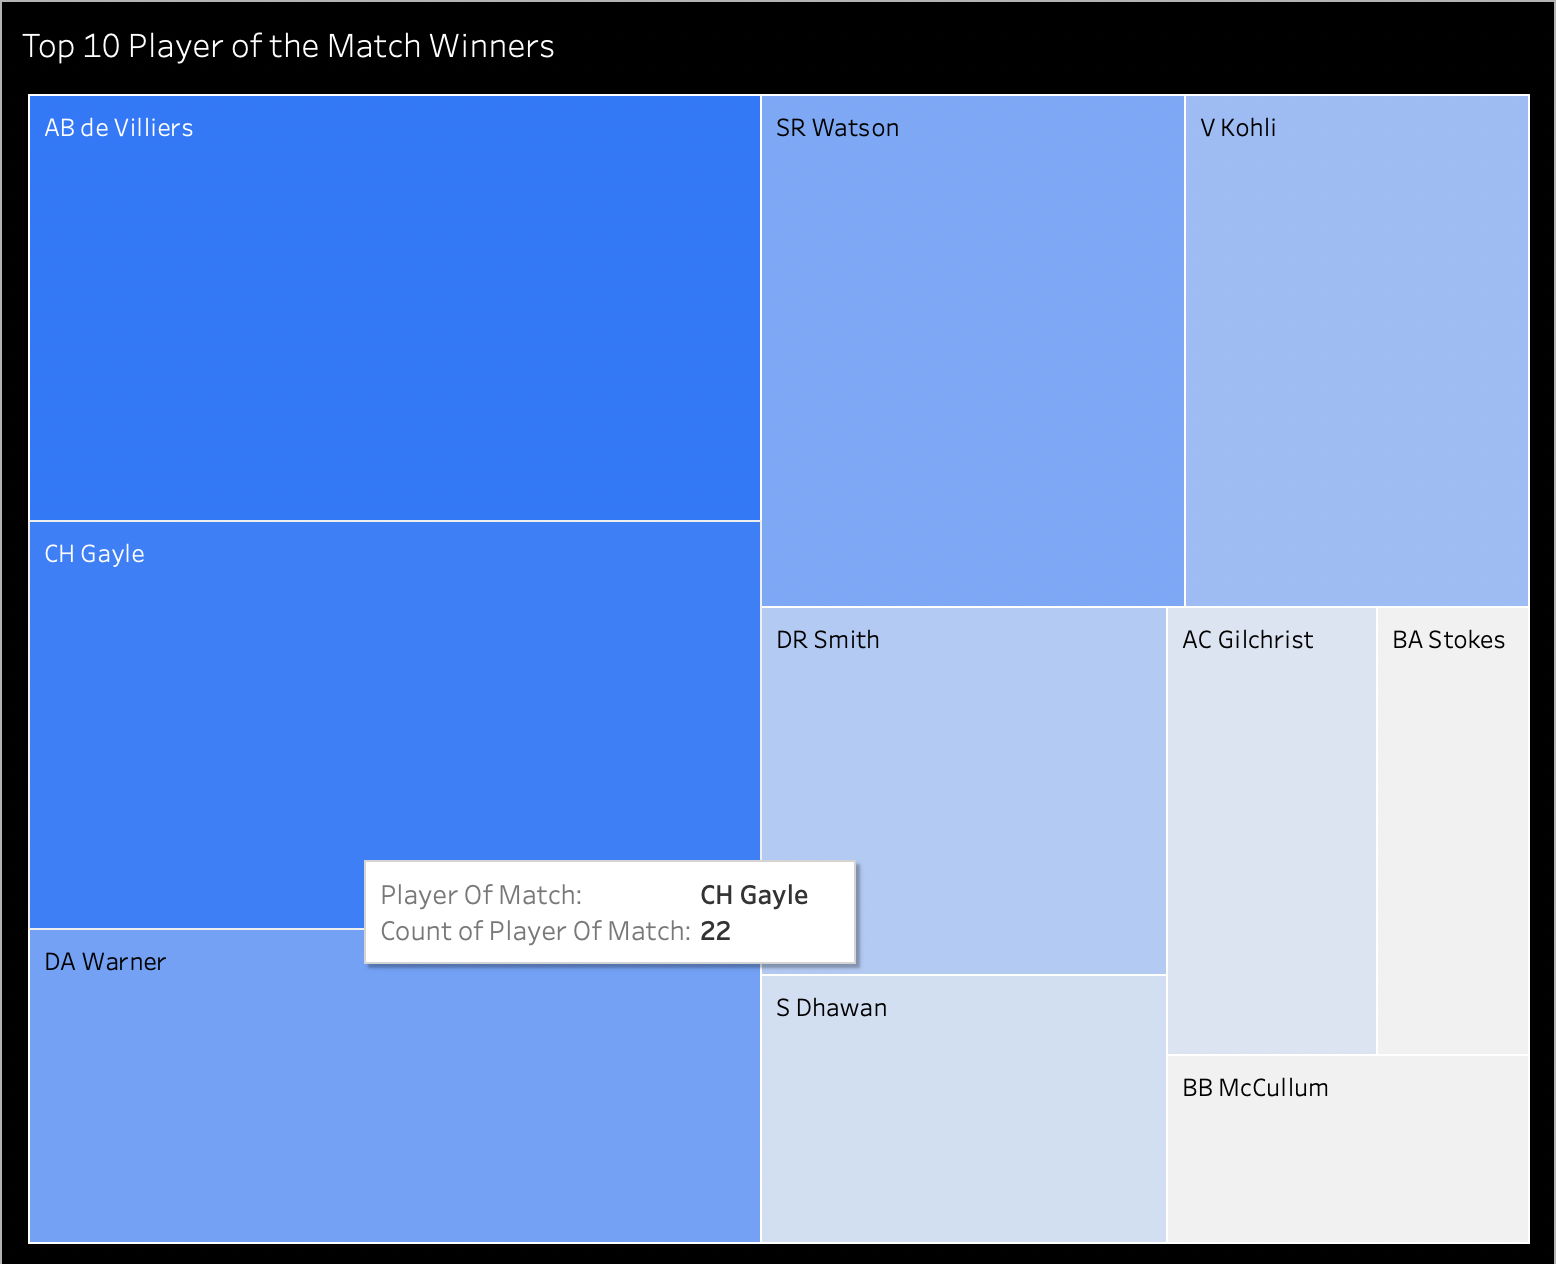 Top 10 Player of the Match Winners
AB de Villiers
SR Watson
V Kohli
CH Gayle
DR Smith
AC Gilchrist
BA Stokes
Player Of Match: CH Gayle
Count of Player Of Match: 22
DA Warner
S Dhawan
BB McCullum